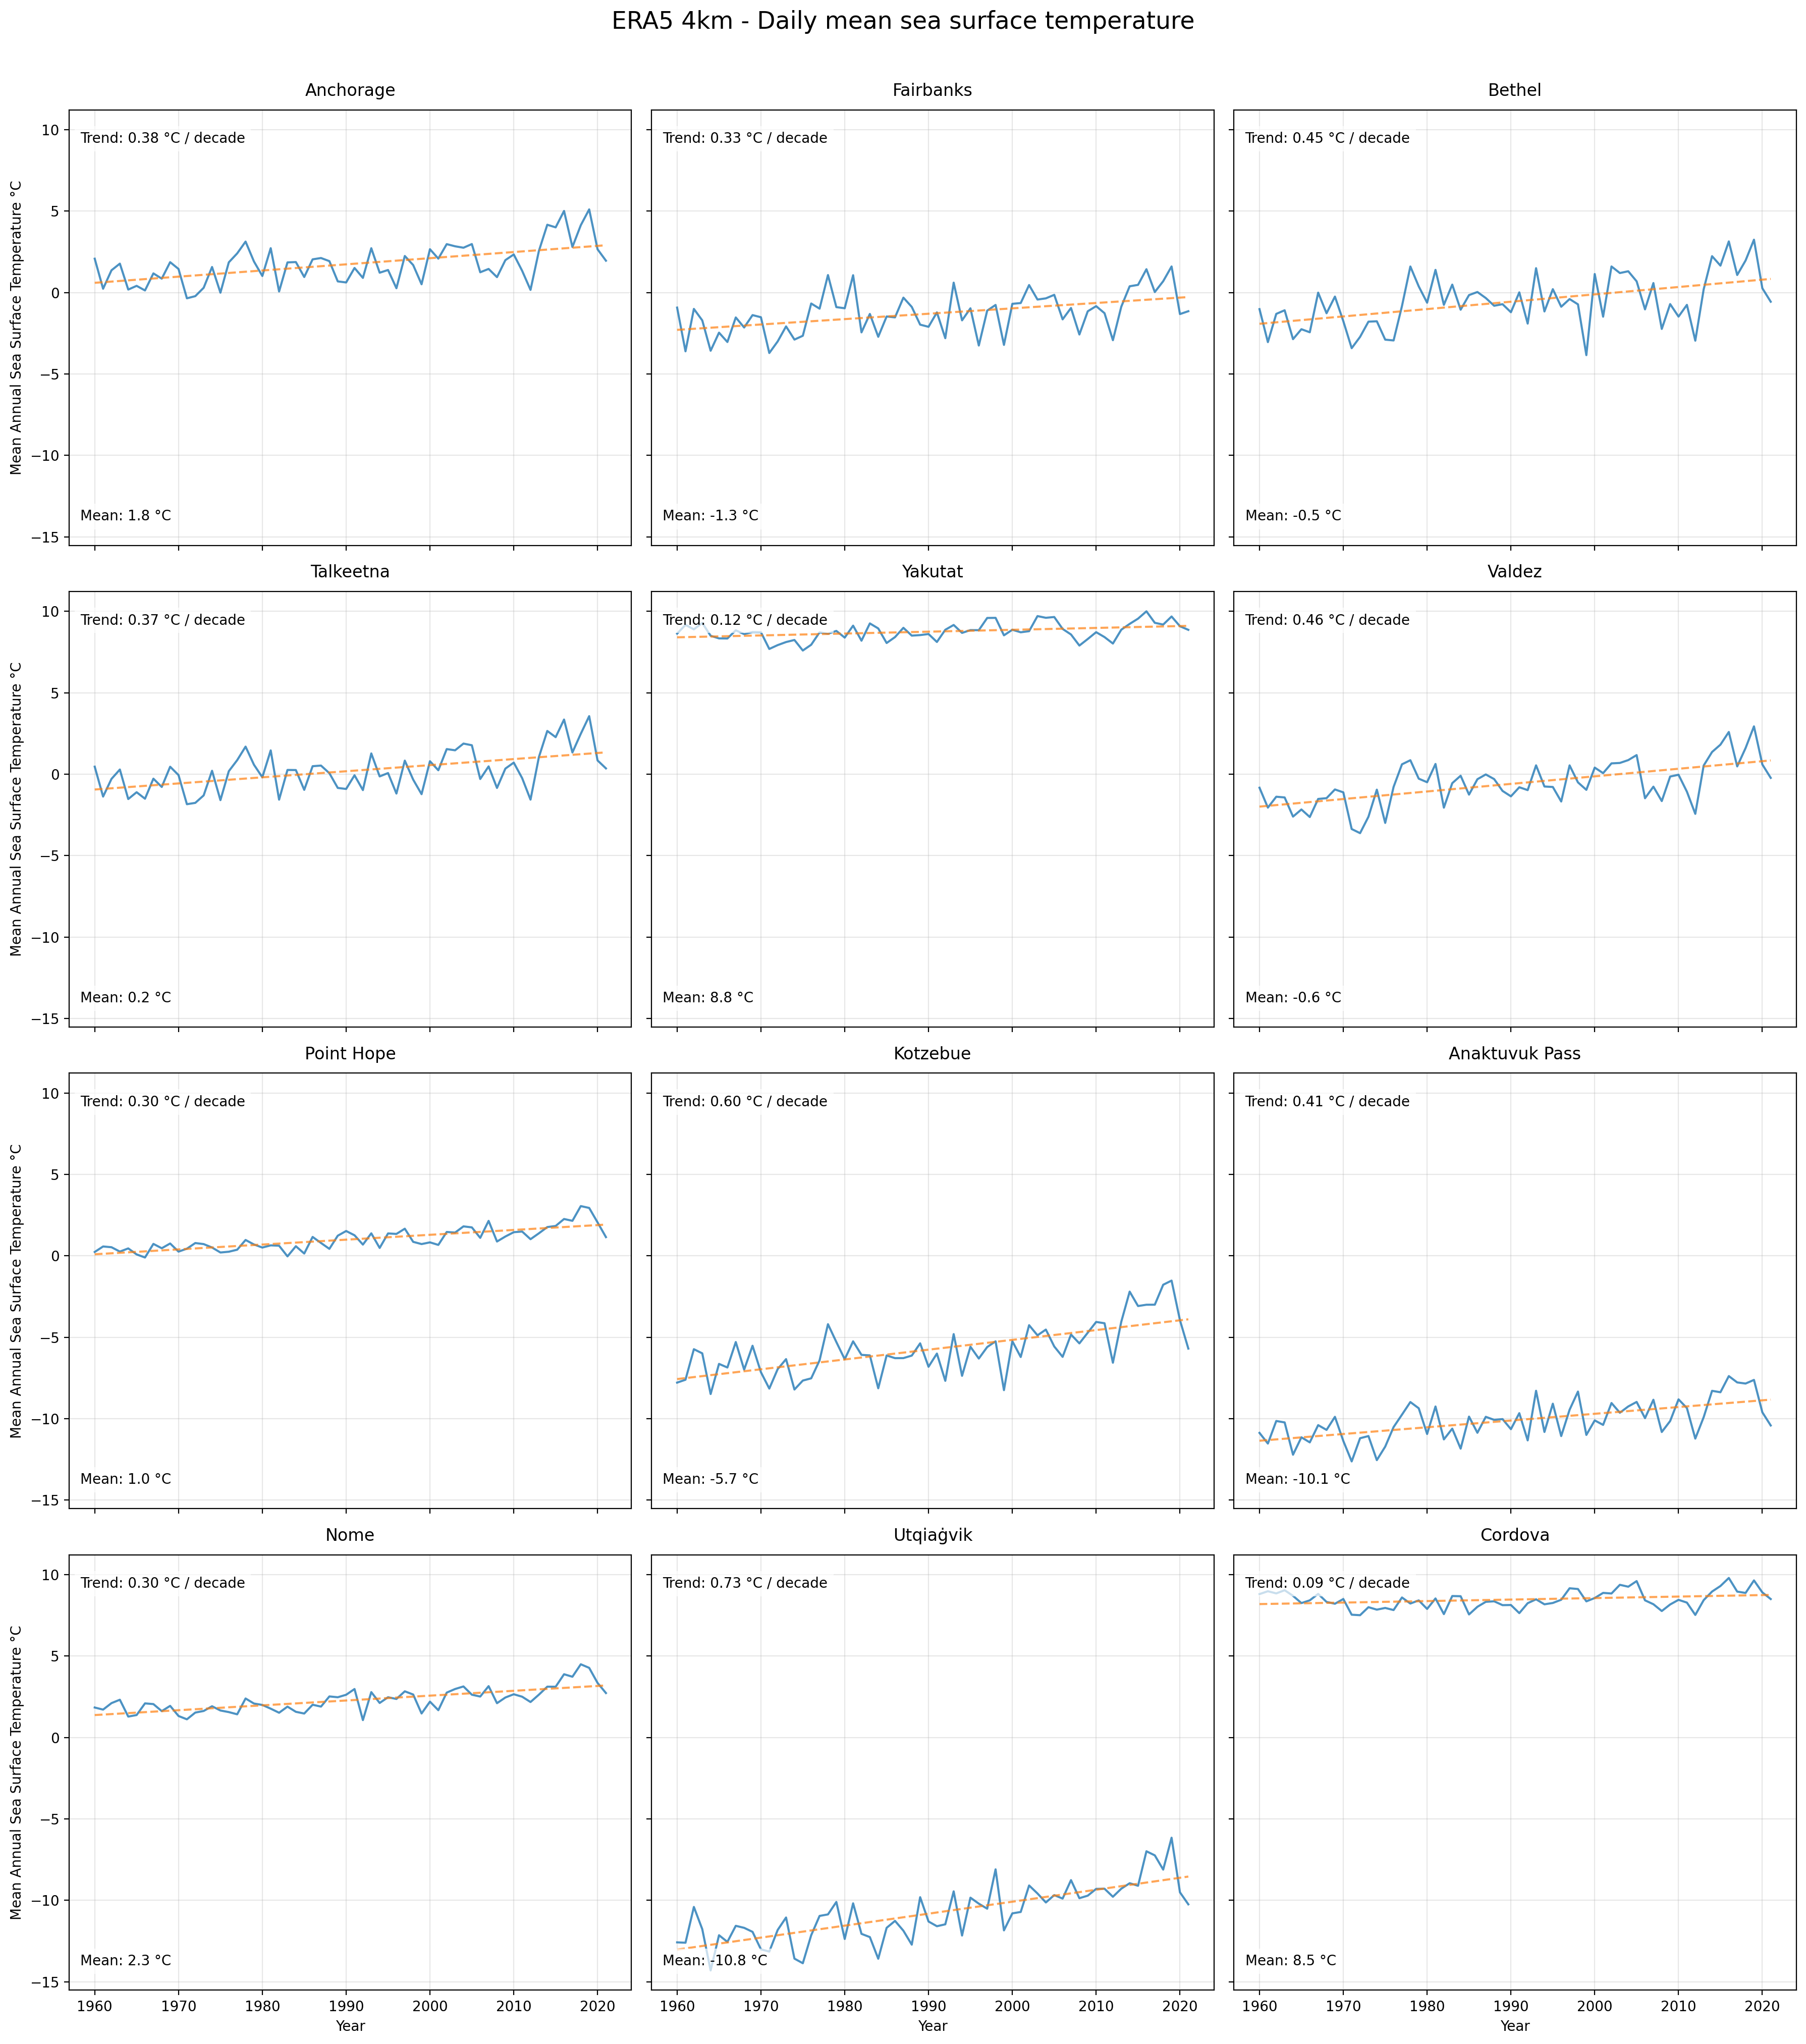 ERA5 4km - Daily mean sea surface temperature
Anchorage
Fairbanks
Bethel
Mean Annual Sea Surface Temperature °C
10
5
0
−5
−10
−15
Trend: 0.38 °C / decade
Mean: 1.8 °C
Trend: 0.33 °C / decade
Mean: -1.3 °C
Trend: 0.45 °C / decade
Mean: -0.5 °C
Talkeetna
Yakutat
Valdez
Mean Annual Sea Surface Temperature °C
10
5
0
−5
−10
−15
Trend: 0.37 °C / decade
Mean: 0.2 °C
Trend: 0.12 °C / decade
Mean: 8.8 °C
Trend: 0.46 °C / decade
Mean: -0.6 °C
Point Hope
Kotzebue
Anaktuvuk Pass
Mean Annual Sea Surface Temperature °C
10
5
0
−5
−10
−15
Trend: 0.30 °C / decade
Mean: 1.0 °C
Trend: 0.60 °C / decade
Mean: -5.7 °C
Trend: 0.41 °C / decade
Mean: -10.1 °C
Nome
Utqiaġvik
Cordova
Mean Annual Sea Surface Temperature °C
10
5
0
−5
−10
−15
Trend: 0.30 °C / decade
Mean: 2.3 °C
Trend: 0.73 °C / decade
Mean: -10.8 °C
Trend: 0.09 °C / decade
Mean: 8.5 °C
1960 1970 1980 1990 2000 2010 2020
Year
1960 1970 1980 1990 2000 2010 2020
Year
1960 1970 1980 1990 2000 2010 2020
Year